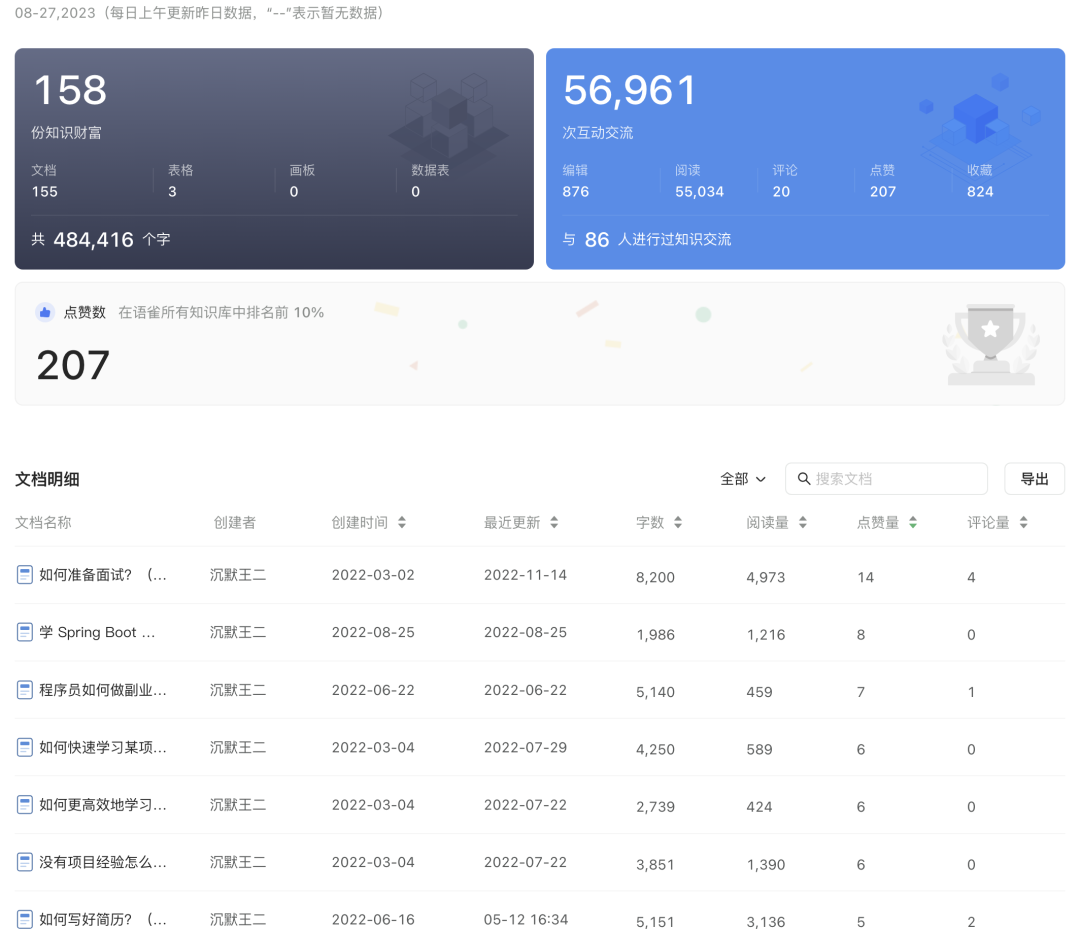 08-27,2023（每日上午更新昨日数据，“--”表示暂无数据）
158
份知识财富
文档 表格 画板 数据表
155 3 0 0
共 484,416 个字
56,961
次互动交流
编辑 阅读 评论 点赞 收藏
876 55,034 20 207 824
与 86 人进行过知识交流
点赞数 在语雀所有知识库中排名前 10%
207
文档明细 全部 搜索文档 导出
文档名称 创建者 创建时间 最近更新 字数 阅读量 点赞量 评论量
如何准备面试？（... 沉默王二 2022-03-02 2022-11-14 8,200 4,973 14 4
学 Spring Boot ... 沉默王二 2022-08-25 2022-08-25 1,986 1,216 8 0
程序员如何做副业... 沉默王二 2022-06-22 2022-06-22 5,140 459 7 1
如何快速学习某项... 沉默王二 2022-03-04 2022-07-29 4,250 589 6 0
如何更高效地学习... 沉默王二 2022-03-04 2022-07-22 2,739 424 6 0
没有项目经验怎么... 沉默王二 2022-03-04 2022-07-22 3,851 1,390 6 0
如何写好简历？（... 沉默王二 2022-06-16 05-12 16:34 5,151 3,136 5 2